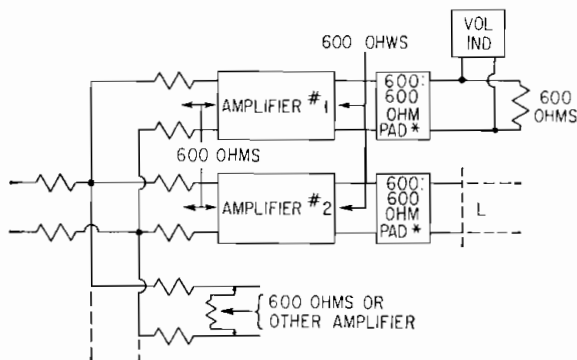 600 OHWS
VOL
IND
AMPLIFIER #1
600:
600
OHM
PAD *
600
OHMS
600 OHMS
AMPLIFIER #2
600:
600
OHM
PAD *
L
600 OHMS OR
OTHER AMPLIFIER